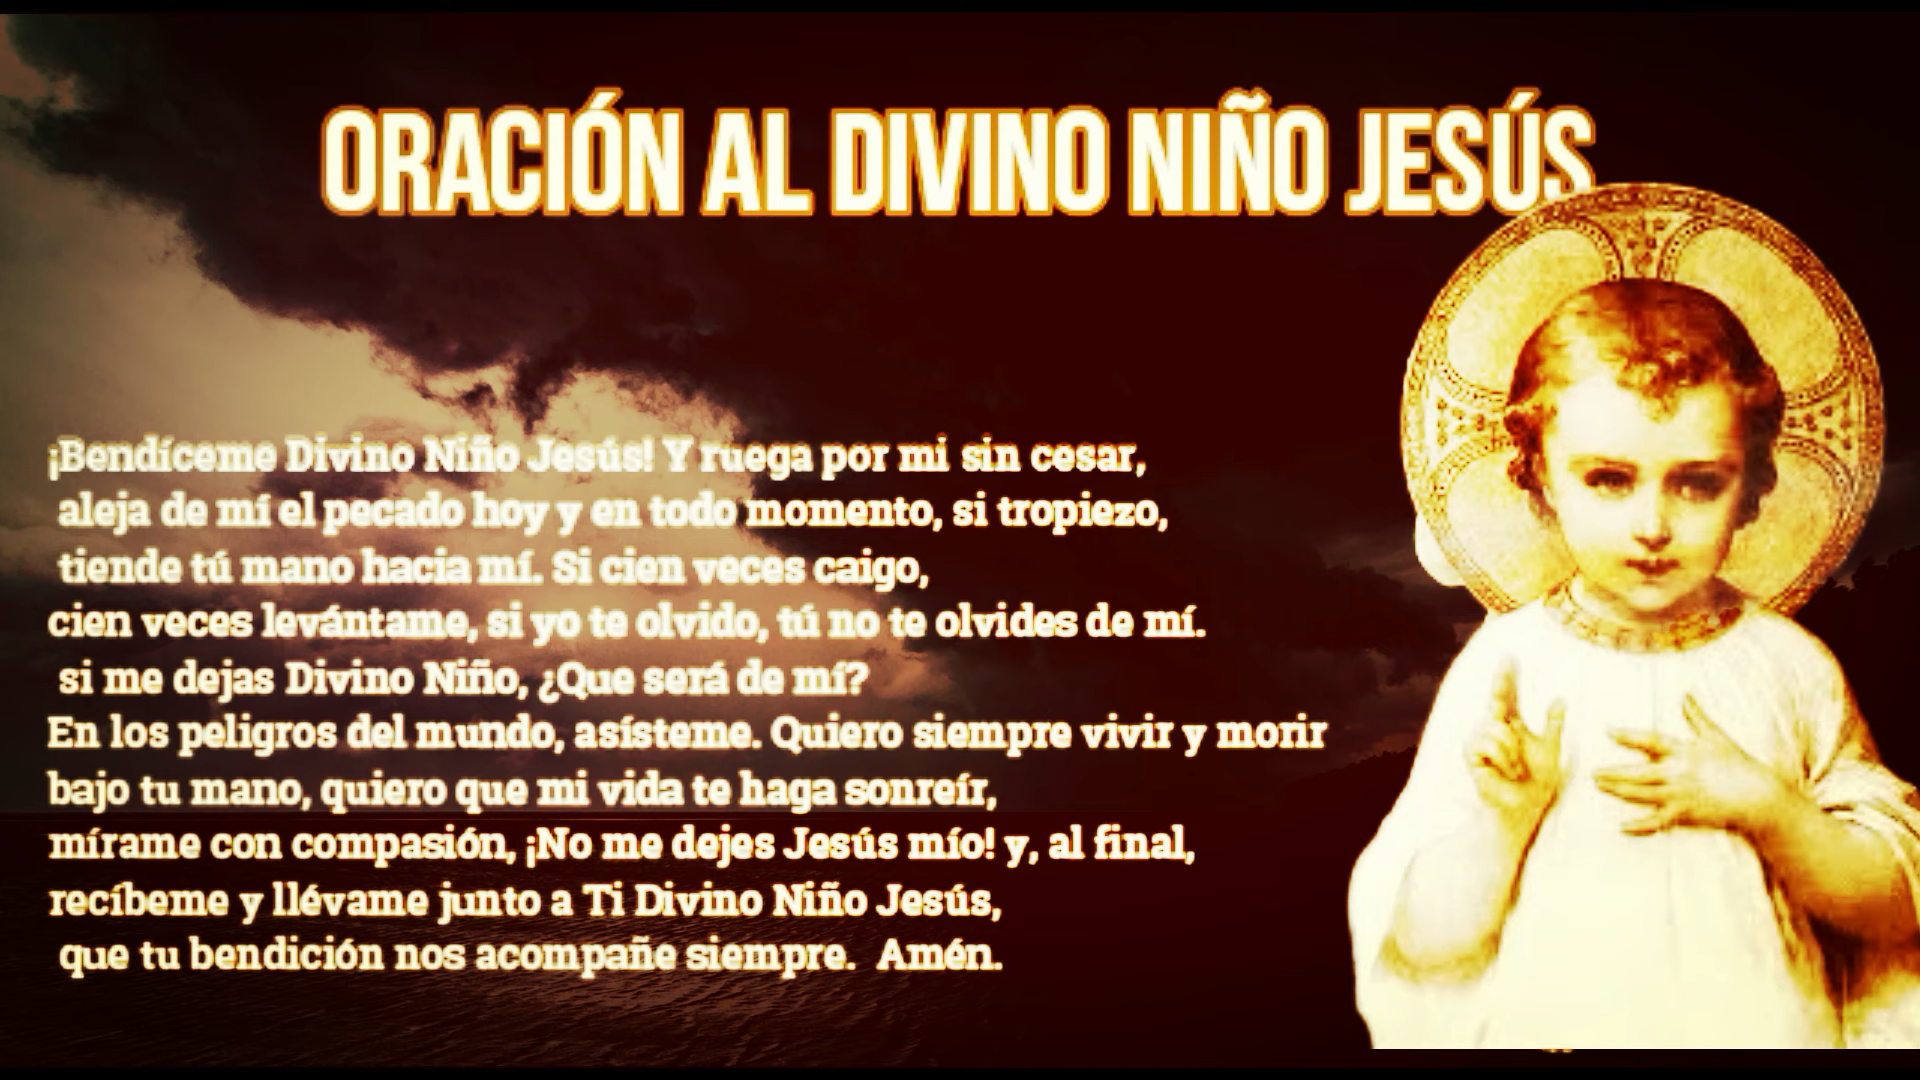 ORACIÓN AL DIVINO NIÑO JESÚS
¡Bendíceme Divino Niño Jesús! Y ruega por mi sin cesar,
aleja de mí el pecado hoy y en todo momento, si tropiezo,
tiende tú mano hacia mí. Si cien veces caigo,
cien veces levántame, si yo te olvido, tú no te olvides de mí.
si me dejas Divino Niño, ¿Que será de mí?
En los peligros del mundo, asísteme. Quiero siempre vivir y morir
bajo tu mano, quiero que mi vida te haga sonreír,
mírame con compasión, ¡No me dejes Jesús mío! y, al final,
recíbeme y llévame junto a Ti Divino Niño Jesús,
que tu bendición nos acompañe siempre. Amén.